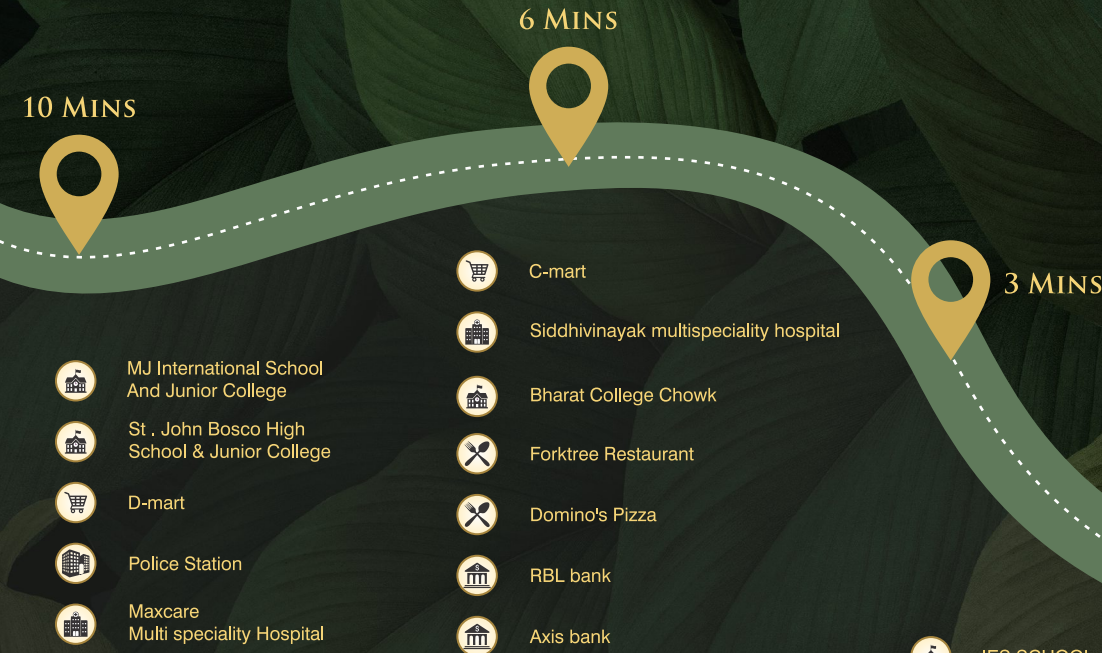 6 MINS
10 MINS
3 MINS
C-mart
Siddhivinayak multispeciality hospital
Bharat College Chowk
Forktree Restaurant
Domino's Pizza
RBL bank
Axis bank
MJ International School
And Junior College
St . John Bosco High
School & Junior College
D-mart
Police Station
Maxcare
Multi speciality Hospital